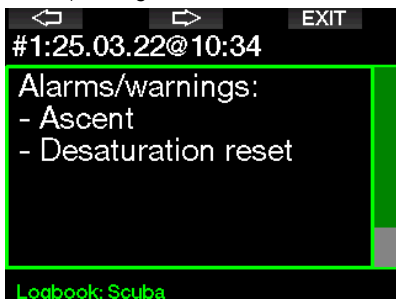 EXIT
#1:25.03.22@10:34
Alarms/warnings:
- Ascent
- Desaturation reset
Logbook: Scuba